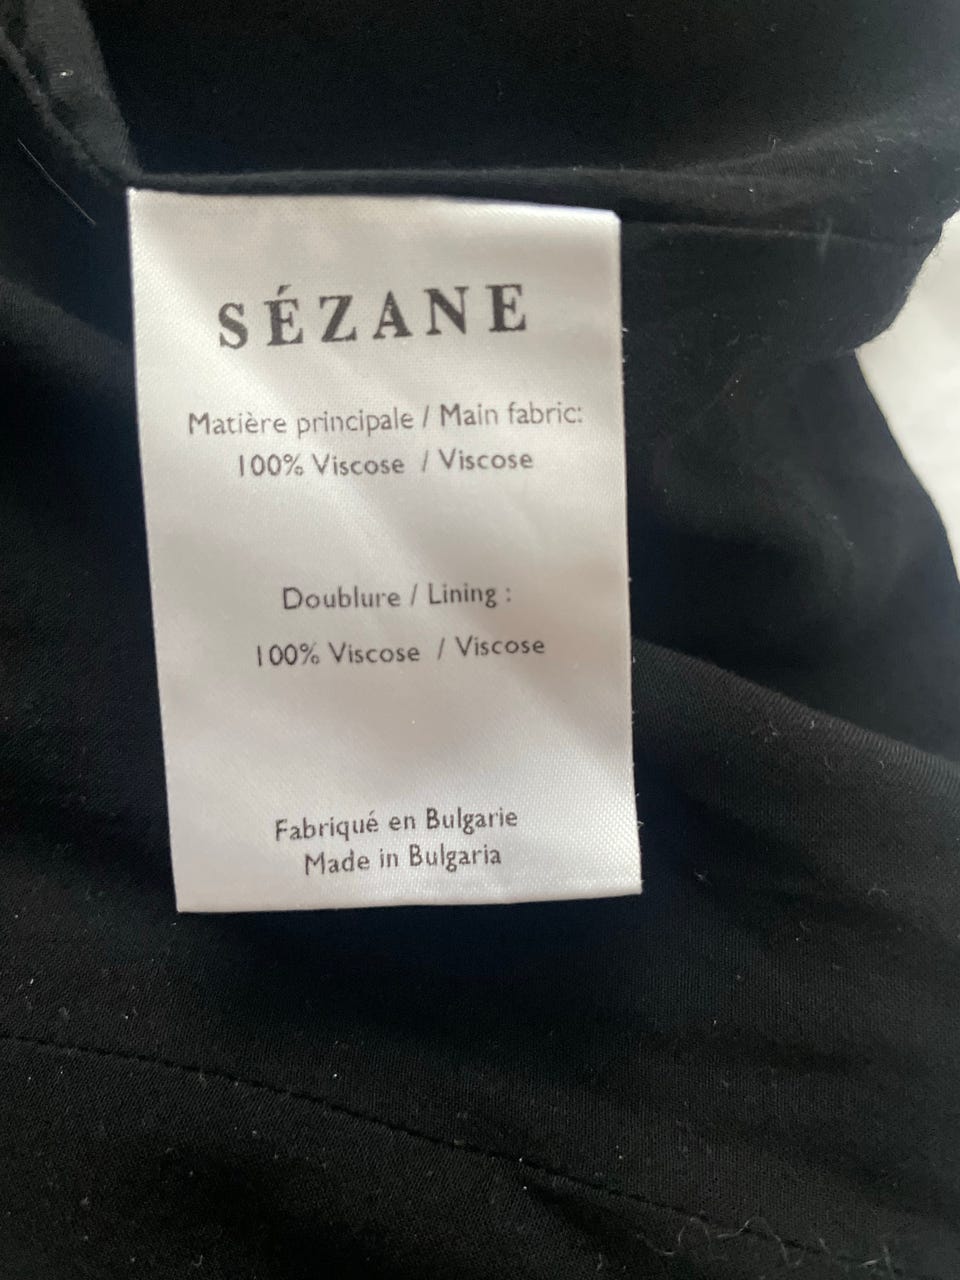 SÉZANE
Matière principale / Main fabric:
100% Viscose / Viscose
Doublure / Lining :
100% Viscose / Viscose
Fabriqué en Bulgarie
Made in Bulgaria